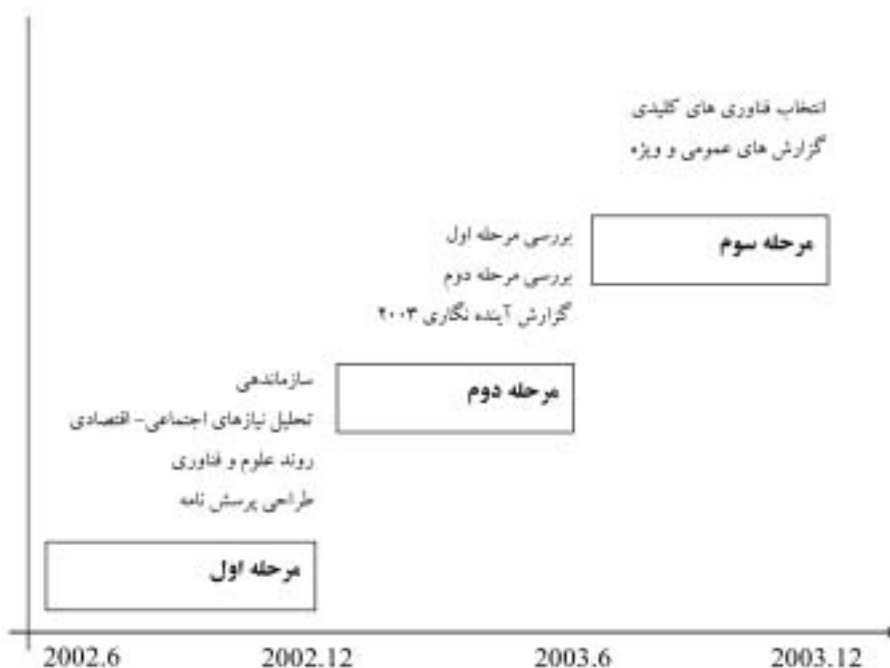 انتخاب فناوری های کلیدی
گزارش های عمومی و ویژه
مرحله سوم
بررسی مرحله اول
بررسی مرحله دوم
گزارش آینده نگاری ۲۰۰۳
مرحله دوم
سازماندهی
تحلیل نیازهای اجتماعی- اقتصادی
روند علوم و فناوری
طراحی پرسش نامه
مرحله اول
2002.6 2002.12 2003.6 2003.12